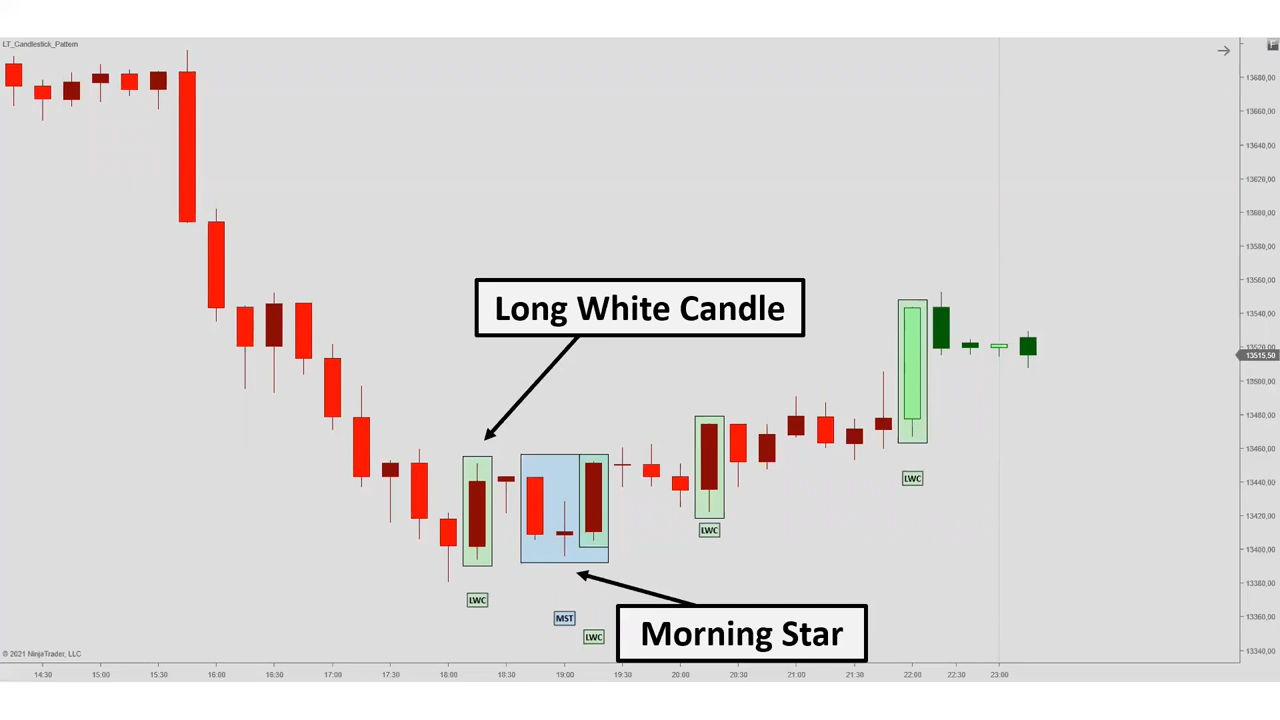 LT_Candlestick_Pattern
F
13680,00
13660,00
13640,00
13620,00
13600,00
13580,00
13560,00
13540,00
13520,00
13515,50
13500,00
13480,00
13460,00
13440,00
13420,00
13400,00
13380,00
13360,00
13340,00
Long White Candle
LWC
LWC
LWC
MST
LWC
Morning Star
© 2021 NinjaTrader, LLC
14:30 15:00 15:30 16:00 16:30 17:00 17:30 18:00 18:30 19:00 19:30 20:00 20:30 21:00 21:30 22:00 22:30 23:00